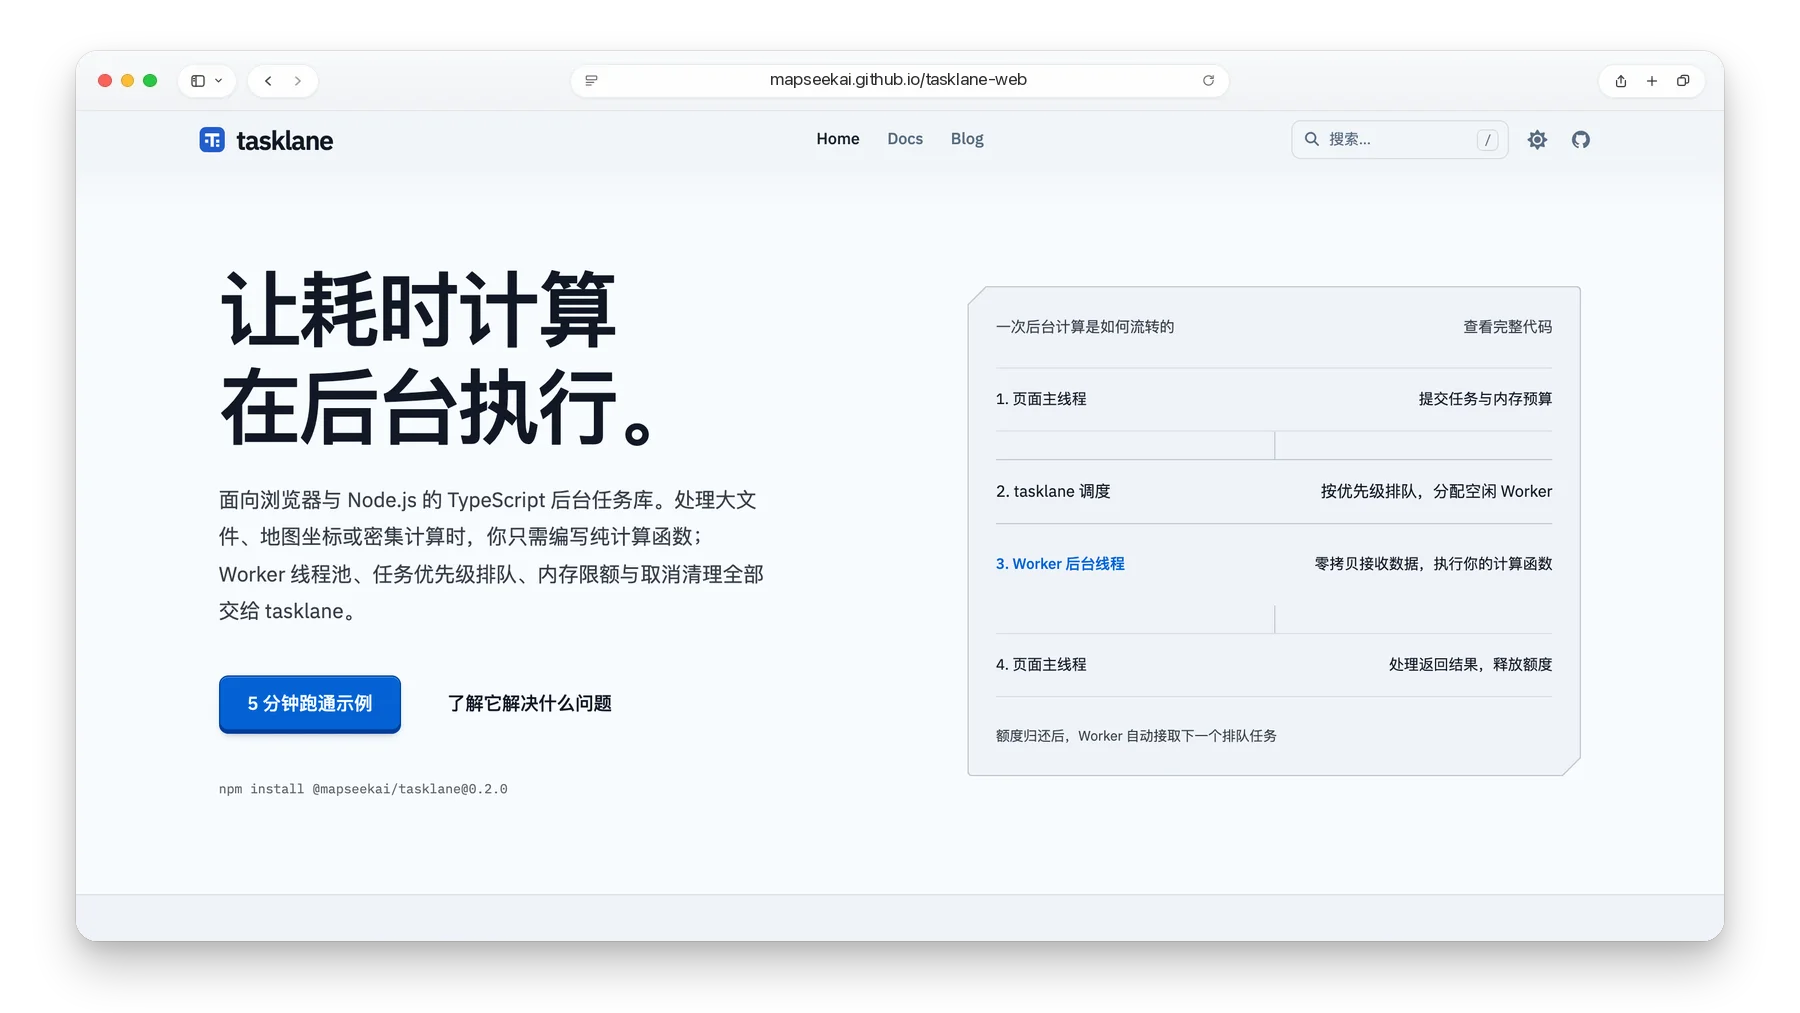 mapseekai.github.io/tasklane-web
tasklane
Home
Docs
Blog
搜索...
/
让耗时计算
在后台执行。
面向浏览器与 Node.js 的 TypeScript 后台任务库。处理大文
件、地图坐标或密集计算时，你只需编写纯计算函数；
Worker 线程池、任务优先级排队、内存限额与取消清理全部
交给 tasklane。
5 分钟跑通示例
了解它解决什么问题
npm install @mapseekai/tasklane@0.2.0
一次后台计算是如何流转的
查看完整代码
1. 页面主线程
提交任务与内存预算
2. tasklane 调度
按优先级排队，分配空闲 Worker
3. Worker 后台线程
零拷贝接收数据，执行你的计算函数
4. 页面主线程
处理返回结果，释放额度
额度归还后，Worker 自动接取下一个排队任务